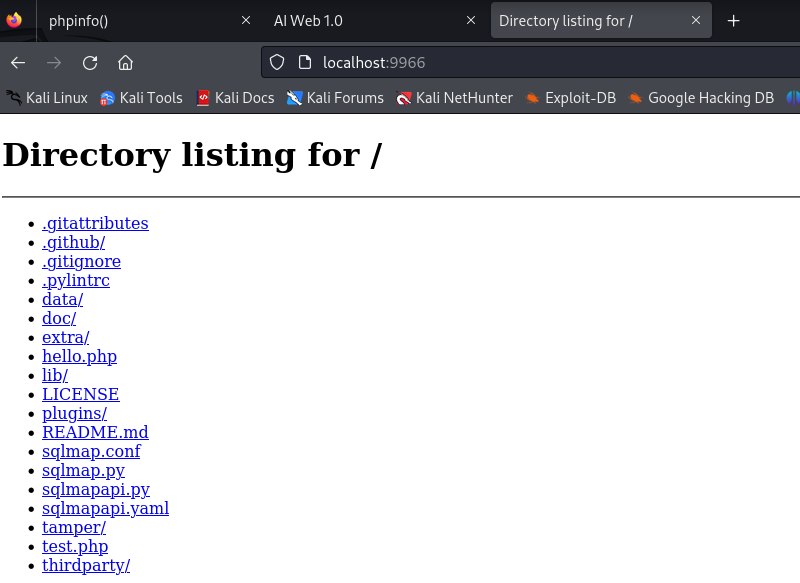 phpinfo() AI Web 1.0 Directory listing for /
localhost:9966
Kali Linux Kali Tools Kali Docs Kali Forums Kali NetHunter Exploit-DB Google Hacking DB
Directory listing for /
.gitattributes
.github/
.gitignore
.pylintrc
data/
doc/
extra/
hello.php
lib/
LICENSE
plugins/
README.md
sqlmap.conf
sqlmap.py
sqlmapapi.py
sqlmapapi.yaml
tamper/
test.php
thirdparty/